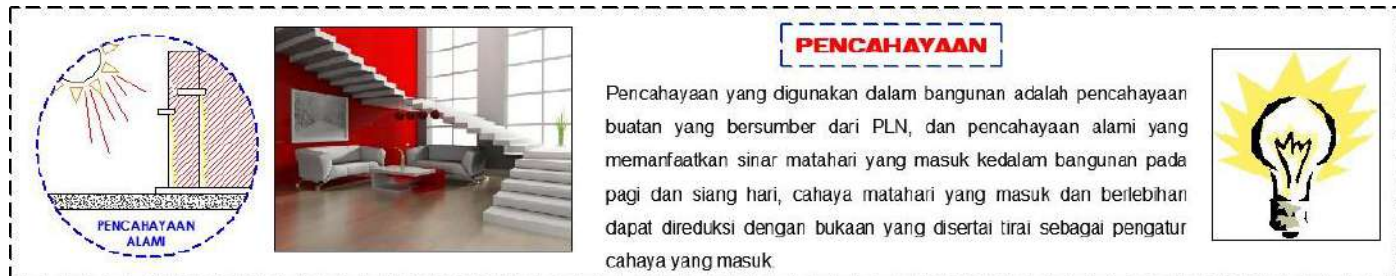 PENCAHAYAAN
Pencahayaan yang digunakan dalam bangunan adalah pencahayaan
buatan yang bersumber dari PLN, dan pencahayaan alami yang
memanfaatkan sinar matahari yang masuk kedalam bangunan pada
pagi dan siang hari, cahaya matahari yang masuk dan berlebihan
dapat direduksi dengan bukaan yang disertai tirai sebagai pengatur
cahaya yang masuk.
PENCAHAYAAN
ALAMI